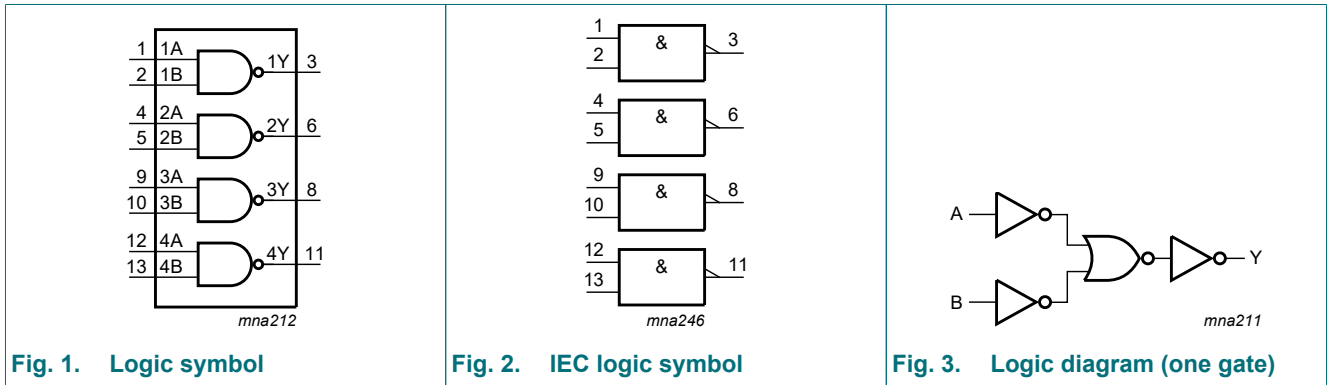 1 1A
1Y 3
2 1B
4 2A
2Y 6
5 2B
9 3A
3Y 8
10 3B
12 4A
4Y 11
13 4B
mna212
Fig. 1. Logic symbol
1
&
3
2
4
&
6
5
9
&
8
10
12
&
11
13
mna246
Fig. 2. IEC logic symbol
A
Y
B
mna211
Fig. 3. Logic diagram (one gate)